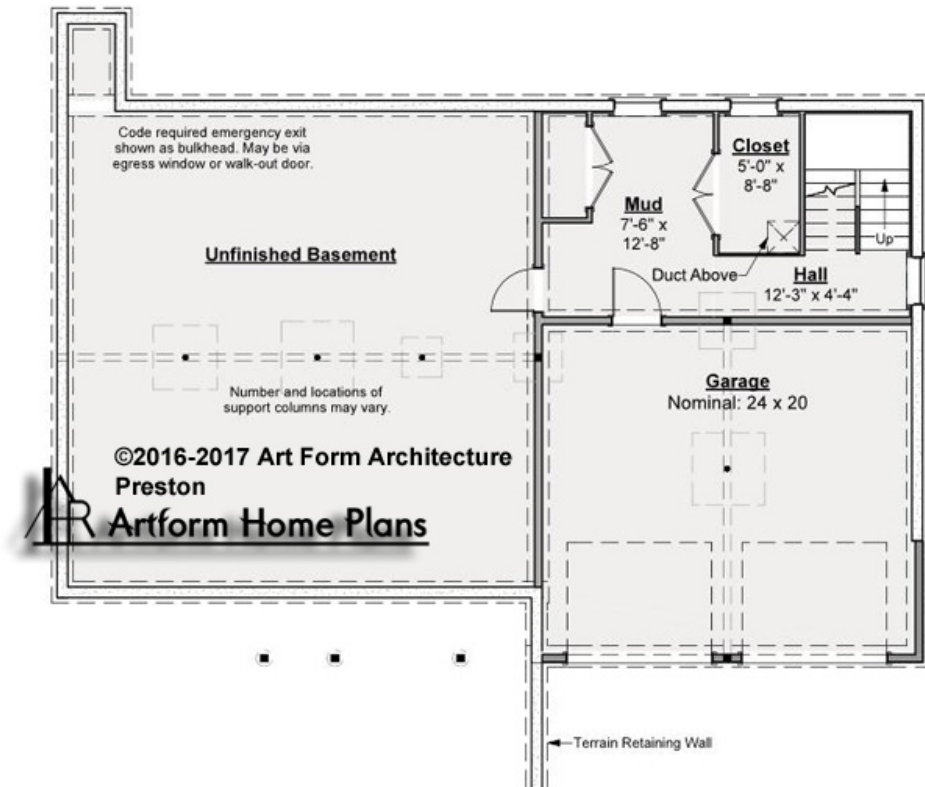 Code required emergency exit
shown as bulkhead. May be via
egress window or walk-out door.
Closet
5'-0" x
8'-8"
Mud
7'-6" x
12'-8"
Unfinished Basement
Up
Duct Above
Hall
12'-3" x 4'-4"
Garage
Nominal: 24 x 20
Number and locations of
support columns may vary.
©2016-2017 Art Form Architecture
Preston
AHR
Artform Home Plans
Terrain Retaining Wall